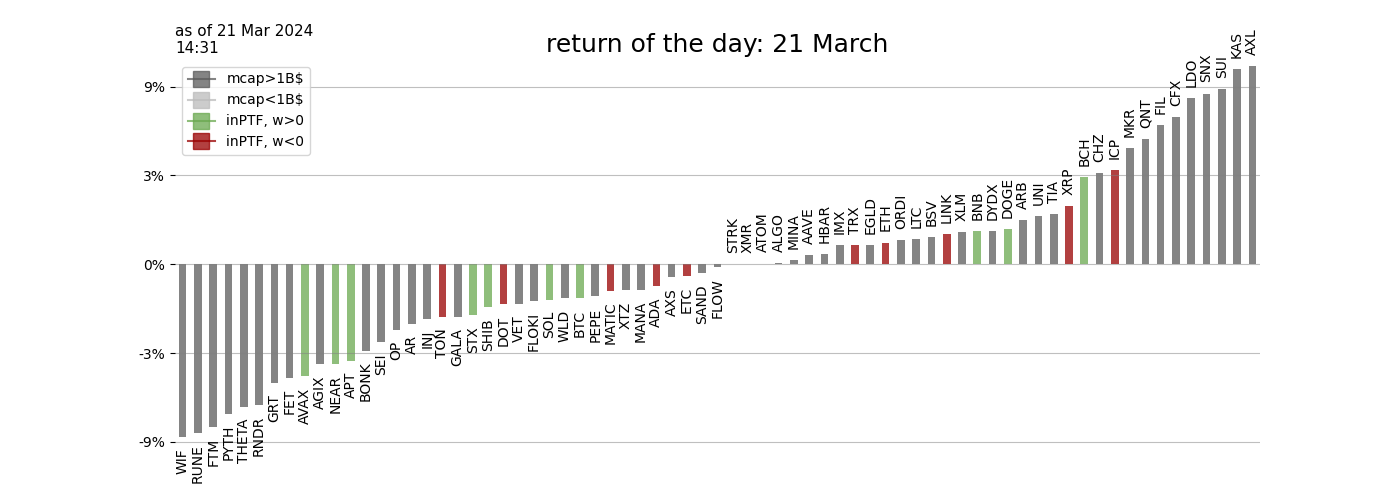 as of 21 Mar 2024
14:31
return of the day: 21 March
mcap>1B$
mcap<1B$
inPTF, w>0
inPTF, w<0
9%
3%
0%
-3%
-9%
WIF
RUNE
FTM
PYTH
THETA
RNDR
GRT
FET
AVAX
AGIX
NEAR
APT
BONK
SEI
OP
AR
INJ
TON
GALA
STX
SHIB
DOT
VET
FLOKI
SOL
WLD
BTC
PEPE
MATIC
XTZ
MANA
ADA
AXS
ETC
SAND
FLOW
STRK
XMR
ATOM
ALGO
MINA
AAVE
HBAR
IMX
TRX
EGLD
ETH
ORDI
LTC
BSV
LINK
XLM
BNB
DYDX
DOGE
ARB
UNI
TIA
XRP
BCH
CHZ
ICP
MKR
QNT
FIL
CFX
LDO
SNX
SUI
KAS
AXL